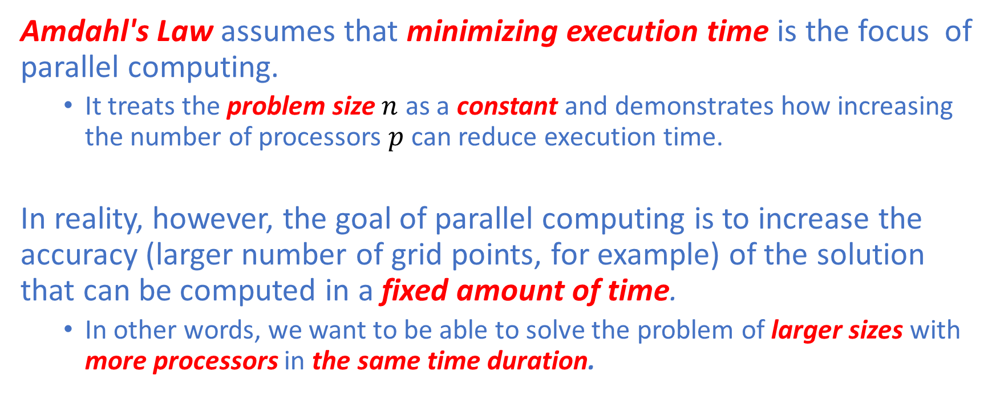 Amdahl's Law assumes that minimizing execution time is the focus of
parallel computing.
• It treats the problem size n as a constant and demonstrates how increasing
the number of processors p can reduce execution time.
In reality, however, the goal of parallel computing is to increase the
accuracy (larger number of grid points, for example) of the solution
that can be computed in a fixed amount of time.
• In other words, we want to be able to solve the problem of larger sizes with
more processors in the same time duration.